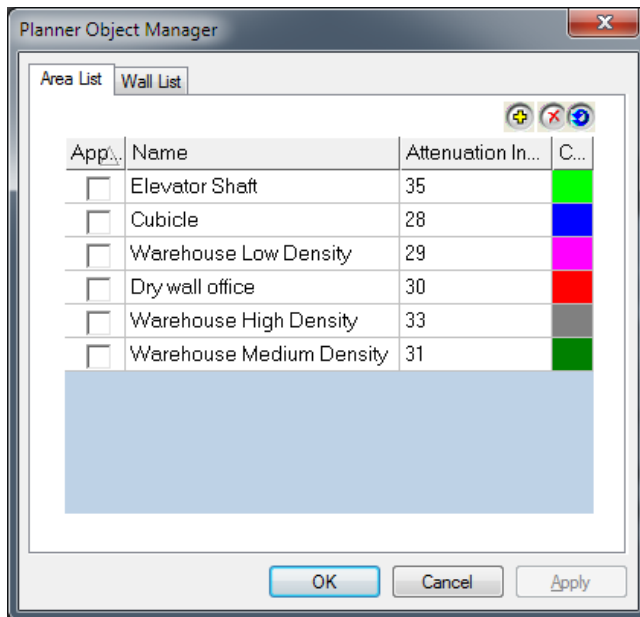 Planner Object Manager
Area List Wall List
App... Name Attenuation In... C...
Elevator Shaft 35
Cubicle 28
Warehouse Low Density 29
Dry wall office 30
Warehouse High Density 33
Warehouse Medium Density 31
OK Cancel Apply